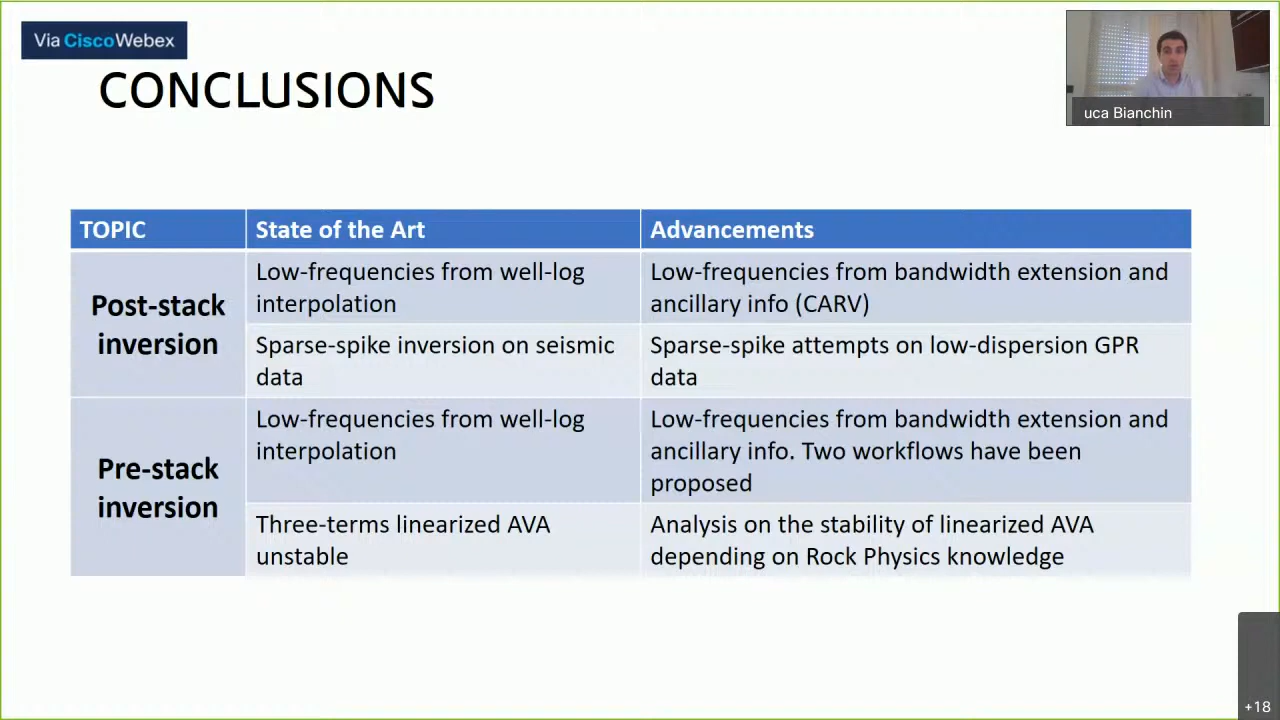 Via CiscoWebex
CONCLUSIONS
uca Bianchin
TOPIC
State of the Art
Advancements
Post-stack
inversion
Low-frequencies from well-log
interpolation
Low-frequencies from bandwidth extension and
ancillary info (CARV)
Sparse-spike inversion on seismic
data
Sparse-spike attempts on low-dispersion GPR
data
Pre-stack
inversion
Low-frequencies from well-log
interpolation
Low-frequencies from bandwidth extension and
ancillary info. Two workflows have been
proposed
Three-terms linearized AVA
unstable
Analysis on the stability of linearized AVA
depending on Rock Physics knowledge
+18